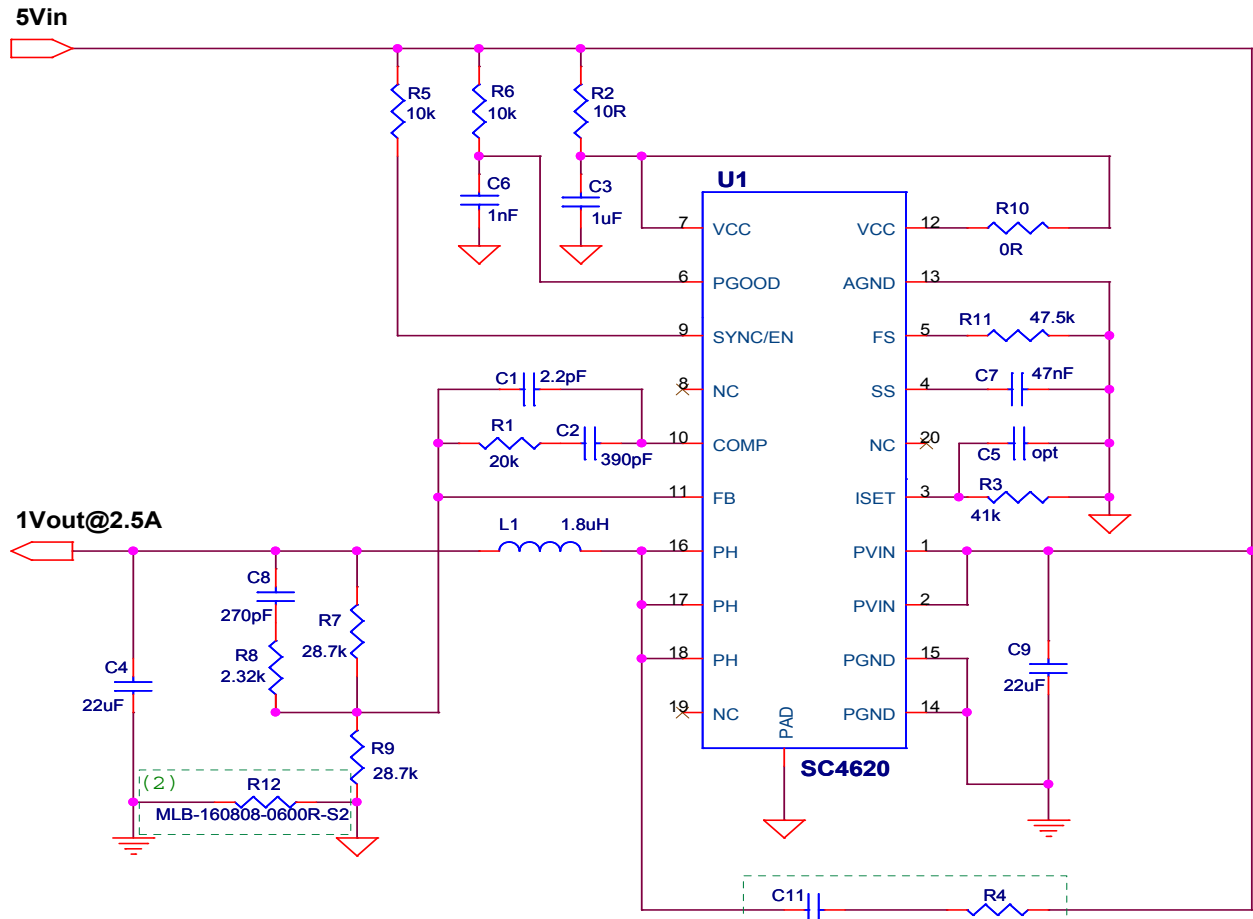 5Vin
R5
10k
R6
10k
R2
10R
C6
1nF
C3
1uF
U1
R10
0R
7 VCC
VCC 12
6 PGOOD
AGND 13
9 SYNC/EN
FS 5
R11 47.5k
8 NC
SS 4
C7 47nF
C1 2.2pF
R1
20k
C2
390pF
10 COMP
NC 20
C5 opt
11 FB
ISET 3
R3
41k
1Vout@2.5A
L1 1.8uH
16 PH
PVIN 1
17 PH
PVIN 2
18 PH
PGND 15
19 NC
PGND 14
PAD
SC4620
C8
270pF
R7
28.7k
R8
2.32k
C4
22uF
C9
22uF
R9
28.7k
(2)
R12
MLB-160808-0600R-S2
C11
R4